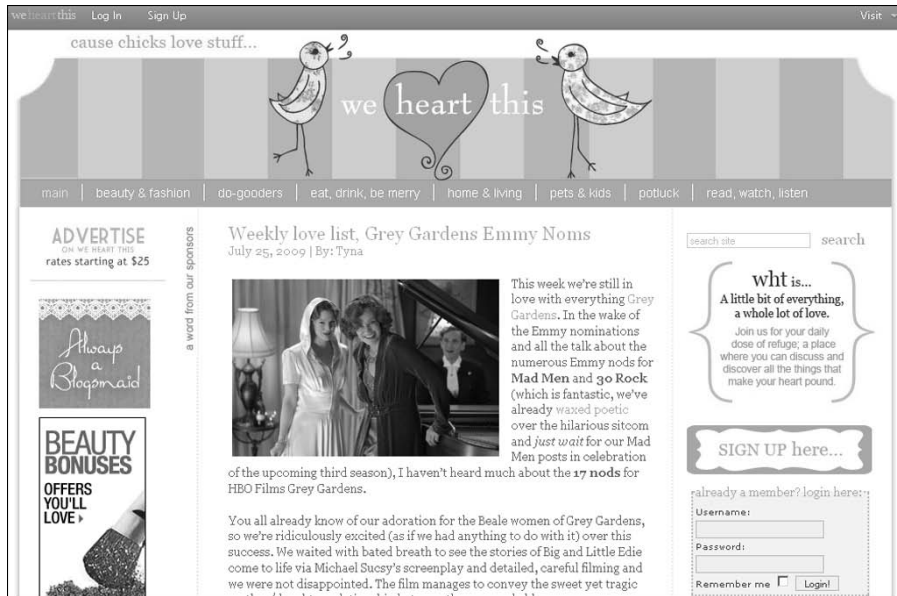 we heart this Log In Sign Up Visit
cause chicks love stuff...
we heart this
main beauty & fashion do-gooders eat, drink, be merry home & living pets & kids potluck read, watch, listen
ADVERTISE
ON WE HEART THIS
rates starting at $25
a word from our sponsors
Always
a
Blogsmaid
BEAUTY
BONUSES
OFFERS
YOU'LL
LOVE
Weekly love list, Grey Gardens Emmy Noms
July 25, 2009 | By: Tyna
This week we're still in
love with everything Grey
Gardens. In the wake of
the Emmy nominations
and all the talk about the
numerous Emmy nods for
Mad Men and 30 Rock
(which is fantastic, we've
already waxed poetic
over the hilarious sitcom
and just wait for our Mad
Men posts in celebration
of the upcoming third season), I haven't heard much about the 17 nods for
HBO Films Grey Gardens.
You all already know of our adoration for the Beale women of Grey Gardens,
so we're ridiculously excited (as if we had anything to do with it) over this
success. We waited with bated breath to see the stories of Big and Little Edie
come to life via Michael Sucsy's screenplay and detailed, careful filming and
we were not disappointed. The film manages to convey the sweet yet tragic
search site search
wht is...
A little bit of everything,
a whole lot of love.
Join us for your daily
dose of refuge; a place
where you can discuss and
discover all the things that
make your heart pound.
SIGN UP here...
already a member? login here:
Username:
Password:
Remember me Login!